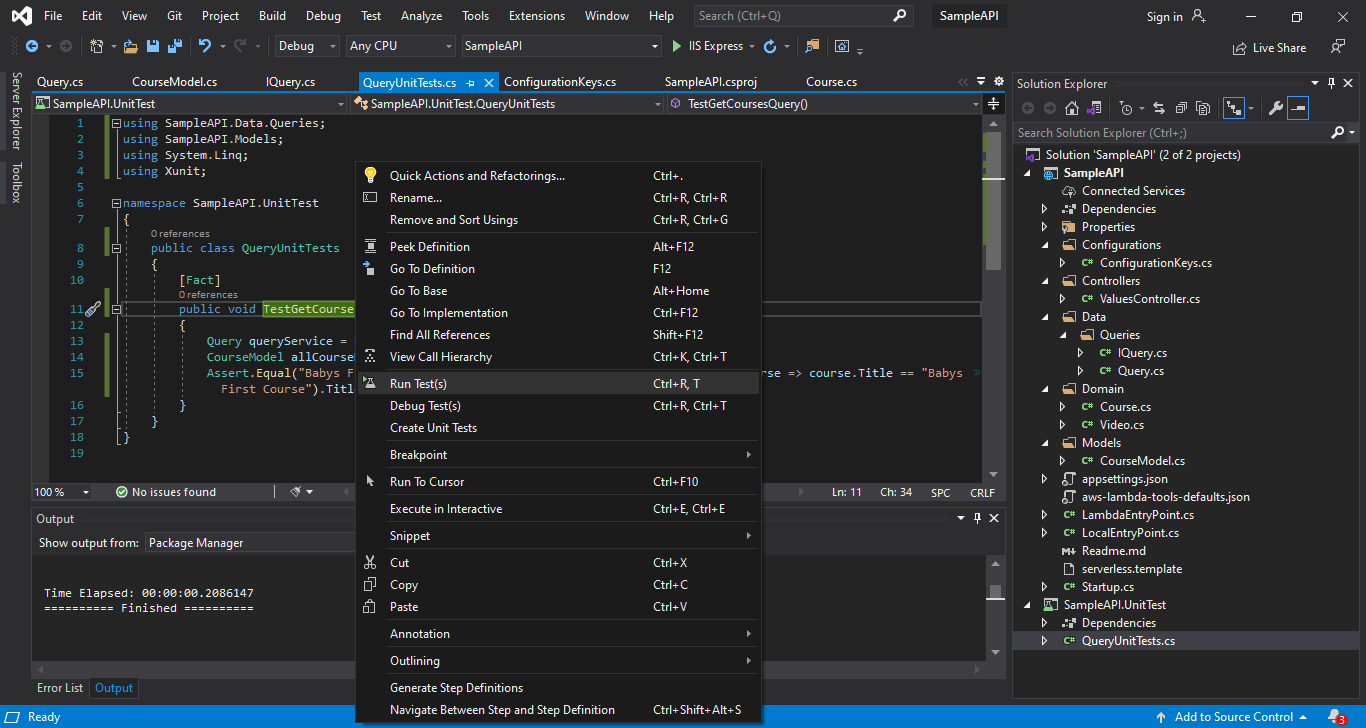 File Edit View Git Project Build Debug Test Analyze Tools Extensions Window Help Search (Ctrl+Q) SampleAPI Sign in
Debug Any CPU SampleAPI IIS Express Live Share
Server Explorer
Toolbox
Query.cs CourseModel.cs IQuery.cs QueryUnitTests.cs ConfigurationKeys.cs SampleAPI.csproj Course.cs
SampleAPI.UnitTest SampleAPI.UnitTest.QueryUnitTests TestGetCoursesQuery()
1 using SampleAPI.Data.Queries;
2 using SampleAPI.Models;
3 using System.Linq;
4 using Xunit;
5
6 namespace SampleAPI.UnitTest
7 {
0 references
8 public class QueryUnitTests
9 {
10 [Fact]
0 references
11 public void TestGetCourse
12 {
13 Query queryService =
14 CourseModel allCourse
15 Assert.Equal("Babys F rse => course.Title == "Babys
First Course").Titl
16 }
17 }
18 }
19
Quick Actions and Refactorings... Ctrl+.
Rename... Ctrl+R, Ctrl+R
Remove and Sort Usings Ctrl+R, Ctrl+G
Peek Definition Alt+F12
Go To Definition F12
Go To Base Alt+Home
Go To Implementation Ctrl+F12
Find All References Shift+F12
View Call Hierarchy Ctrl+K, Ctrl+T
Run Test(s) Ctrl+R, T
Debug Test(s) Ctrl+R, Ctrl+T
Create Unit Tests
Breakpoint
Run To Cursor Ctrl+F10
Execute in Interactive Ctrl+E, Ctrl+E
Snippet
Cut Ctrl+X
Copy Ctrl+C
Paste Ctrl+V
Annotation
Outlining
Generate Step Definitions
Navigate Between Step and Step Definition Ctrl+Shift+Alt+S
100 % No issues found Ln: 11 Ch: 34 SPC CRLF
Output
Show output from: Package Manager
Time Elapsed: 00:00:00.2086147
========== Finished ==========
Error List Output
Solution Explorer
Search Solution Explorer (Ctrl+;)
Solution 'SampleAPI' (2 of 2 projects)
SampleAPI
Connected Services
Dependencies
Properties
Configurations
C# ConfigurationKeys.cs
Controllers
C# ValuesController.cs
Data
Queries
C# IQuery.cs
C# Query.cs
Domain
C# Course.cs
C# Video.cs
Models
C# CourseModel.cs
appsettings.json
aws-lambda-tools-defaults.json
C# LambdaEntryPoint.cs
C# LocalEntryPoint.cs
Readme.md
serverless.template
C# Startup.cs
SampleAPI.UnitTest
Dependencies
C# QueryUnitTests.cs
Ready Add to Source Control 3